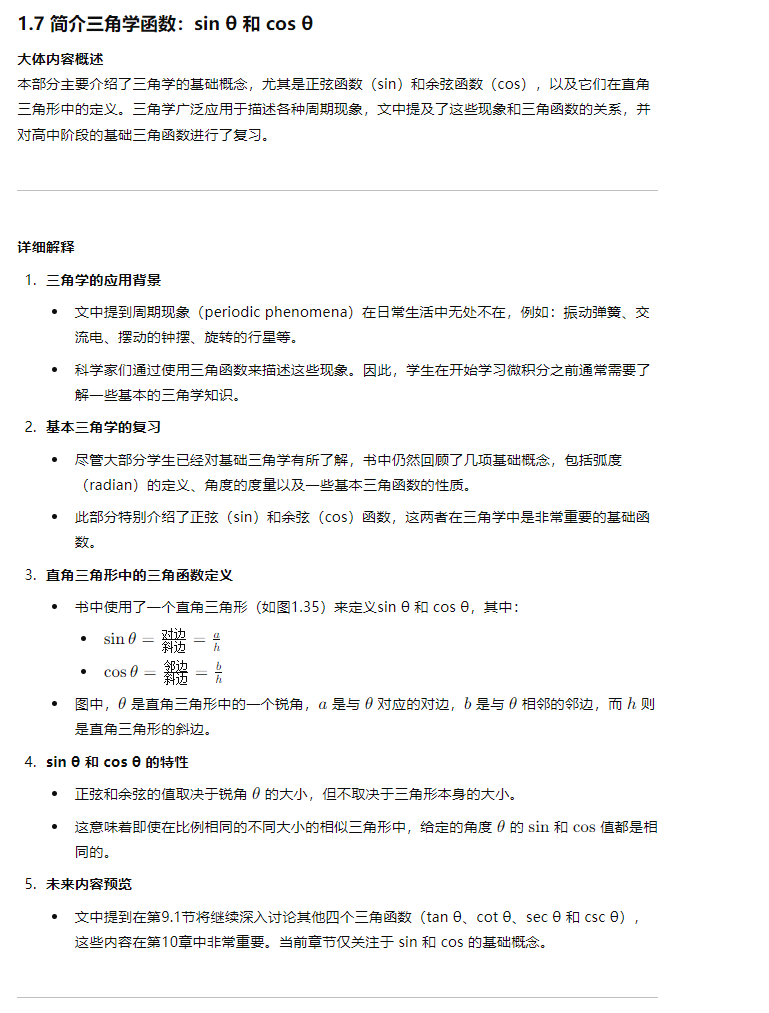 1.7 简介三角学函数：sin θ 和 cos θ
大体内容概述
本部分主要介绍了三角学的基础概念，尤其是正弦函数（sin）和余弦函数（cos），以及它们在直角
三角形中的定义。三角学广泛应用于描述各种周期现象，文中提及了这些现象和三角函数的关系，并
对高中阶段的基础三角函数进行了复习。
详细解释
1. 三角学的应用背景
• 文中提到周期现象（periodic phenomena）在日常生活中无处不在，例如：振动弹簧、交
流电、摆动的钟摆、旋转的行星等。
• 科学家们通过使用三角函数来描述这些现象。因此，学生在开始学习微积分之前通常需要了
解一些基本的三角学知识。
2. 基本三角学的复习
• 尽管大部分学生已经对基础三角学有所了解，书中仍然回顾了几项基础概念，包括弧度
（radian）的定义、角度的度量以及一些基本三角函数的性质。
• 此部分特别介绍了正弦（sin）和余弦（cos）函数，这两者在三角学中是非常重要的基础函
数。
3. 直角三角形中的三角函数定义
• 书中使用了一个直角三角形（如图1.35）来定义sin θ 和 cos θ，其中：
• sin θ = 对边/斜边 = a/h
• cos θ = 邻边/斜边 = b/h
• 图中，θ 是直角三角形中的一个锐角，a 是与 θ 对应的对边，b 是与 θ 相邻的邻边，而 h 则
是直角三角形的斜边。
4. sin θ 和 cos θ 的特性
• 正弦和余弦的值取决于锐角 θ 的大小，但不取决于三角形本身的大小。
• 这意味着即使在比例相同的不同大小的相似三角形中，给定的角度 θ 的 sin 和 cos 值都是相
同的。
5. 未来内容预览
• 文中提到在第9.1节将继续深入讨论其他四个三角函数（tan θ、cot θ、sec θ 和 csc θ），
这些内容在第10章中非常重要。当前章节仅关注于 sin 和 cos 的基础概念。